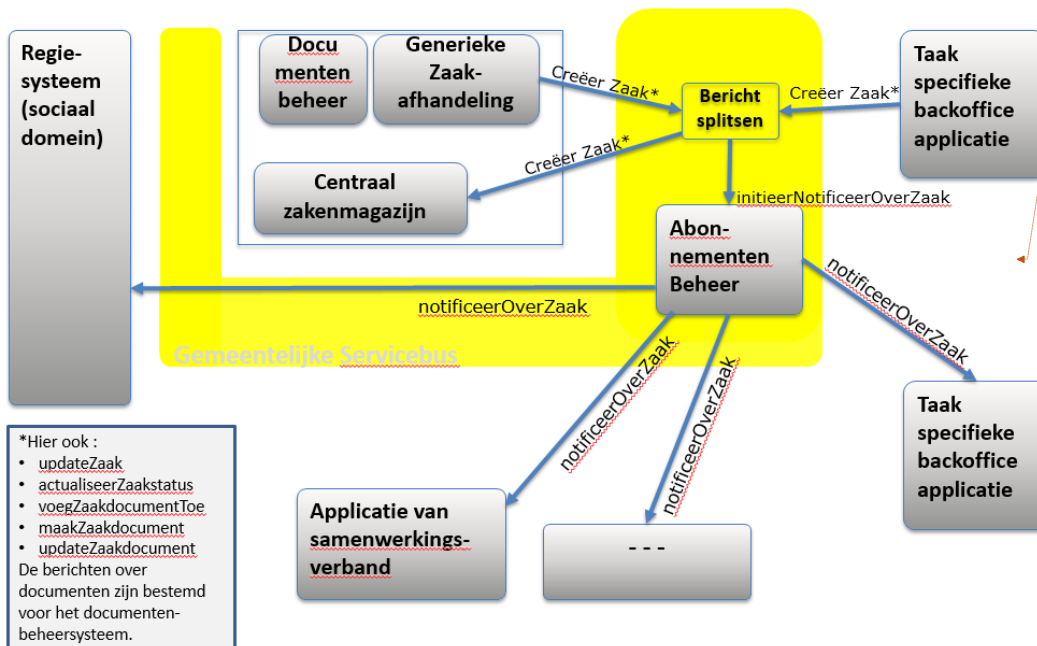 Regie-
systeem
(sociaal
domein)
Docu
menten
beheer
Generieke
Zaak-
afhandeling
Centraal
zakenmagazijn
Creëer Zaak*
Creëer Zaak*
Bericht
splitsen
Creëer Zaak*
Taak
specifieke
backoffice
applicatie
initieerNotificeerOverZaak
Abon-
nementen
Beheer
notificeerOverZaak
Gemeentelijke Servicebus
notificeerOverZaak
notificeerOverZaak
notificeerOverZaak
Taak
specifieke
backoffice
applicatie
Applicatie van
samenwerkings-
verband
- - -
*Hier ook :
• updateZaak
• actualiseerZaakstatus
• voegZaakdocumentToe
• maakZaakdocument
• updateZaakdocument
De berichten over
documenten zijn bestemd
voor het documenten-
beheersysteem.